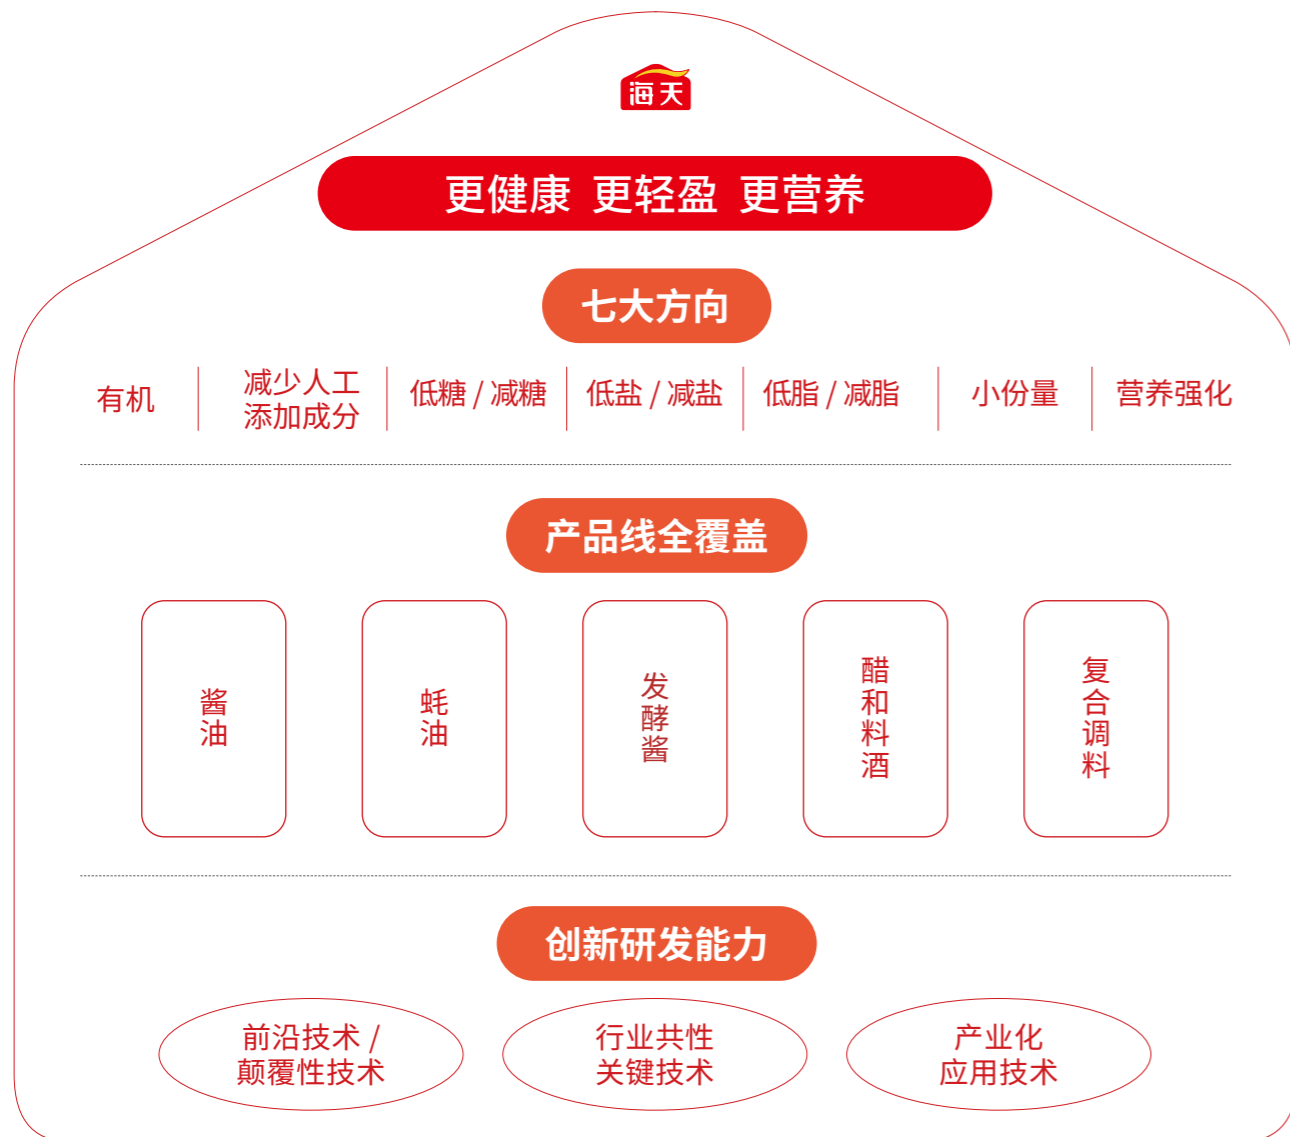 海天
更健康 更轻盈 更营养
七大方向
有机
减少人工
添加成分
低糖 / 减糖
低盐 / 减盐
低脂 / 减脂
小份量
营养强化
产品线全覆盖
酱油
蚝油
发酵酱
醋和料酒
复合调料
创新研发能力
前沿技术 /
颠覆性技术
行业共性
关键技术
产业化
应用技术